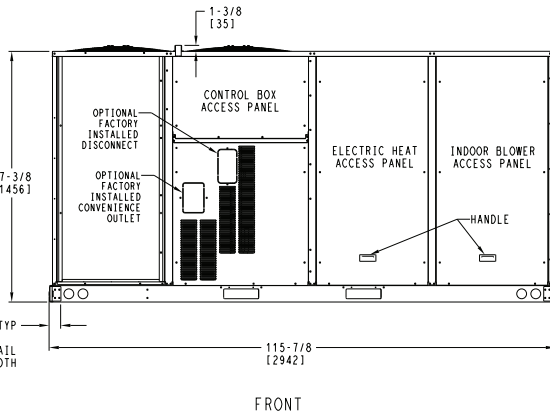 1-3/8
[35]
CONTROL BOX
ACCESS PANEL
OPTIONAL
FACTORY
INSTALLED
DISCONNECT
OPTIONAL
FACTORY
INSTALLED
CONVENIENCE
OUTLET
ELECTRIC HEAT
ACCESS PANEL
INDOOR BLOWER
ACCESS PANEL
7-3/8
1456]
HANDLE
TYP
AIL
OTH
115-7/8
[2942]
FRONT